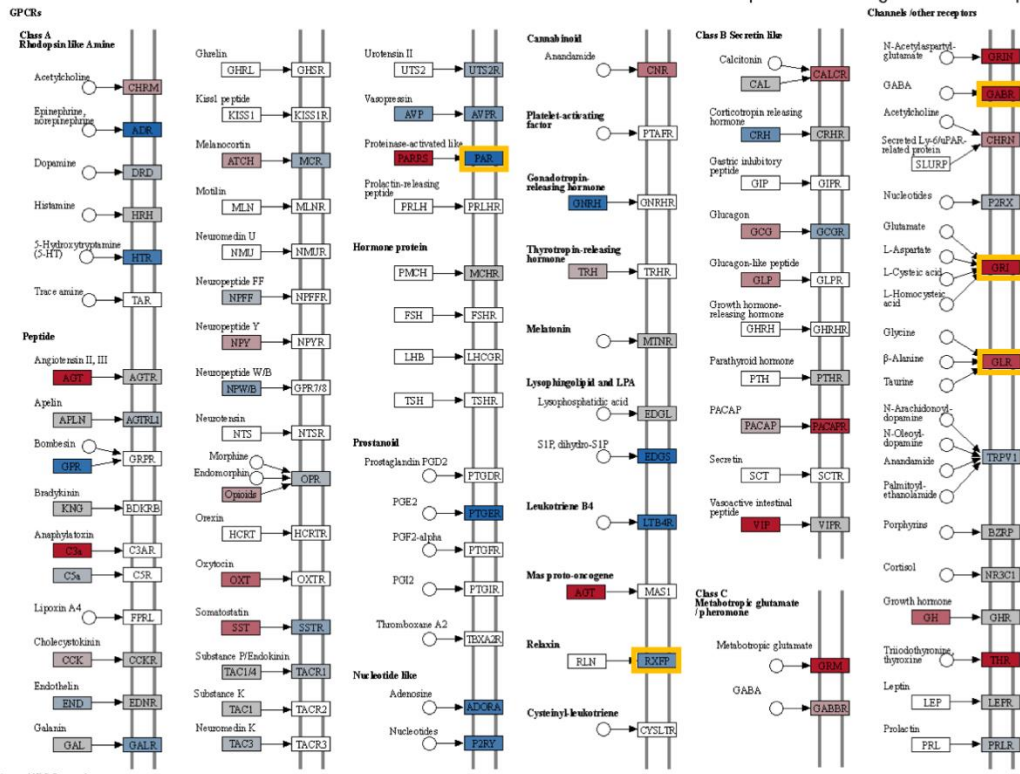 GPCRs
Class A
Rhodopsin like Amine
Acetylcholine
CHRM
Epinephrine,
norepinephrine
ADR
Dopamine
DRD
Histamine
HRH
5-Hydroxytryptamine
(5-HT)
HTR
Trace amine
TAR
Peptide
Angiotensin II, III
AGT AGTR
Apelin
APLN AGTRL1
Bombesin
GPR GRPR
Bradykinin
KNG BDKRB
Anaphylatoxin
C3a C3AR
C5a C5R
Lipoxin A4
FPRL
Cholecystokinin
CCK CCKR
Endothelin
END EDNR
Galanin
GAL GALR
Ghrelin
GHRL GHSR
Kiss1 peptide
KISS1 KISS1R
Melanocortin
ATCH MCR
Motilin
MLN MLNR
Neuromedin U
NMU NMUR
Neuropeptide FF
NPFF NPFFR
Neuropeptide Y
NPY NPYR
Neuropeptide W/B
NPW/B GPR7/8
Neurotensin
NTS NTSR
Morphine
Endomorphin
Opioids OPR
Orexin
HCRT HCRTR
Oxytocin
OXT OXTR
Somatostatin
SST SSTR
Substance P/Endokinin
TAC1/4 TACR1
Substance K
TAC1 TACR2
Neuromedin K
TAC3 TACR3
Urotensin II
UTS2 UTS2R
Vasopressin
AVP AVPR
Proteinase-activated like
PARRS PAR
Prolactin-releasing
peptide
PRLH PRLHR
Hormone protein
PMCH MCHR
FSH FSHR
LHB LHCGR
TSH TSHR
Prostanoid
Prostaglandin PGD2
PTGDR
PGE2
PTGER
PGF2-alpha
PTGFR
PGI2
PTGIR
Thromboxane A2
TBXA2R
Nucleotide like
Adenosine
ADORA
Nucleotides
P2RY
Cannabinoid
Anandamide
CNR
Platelet-activating
factor
PTAFR
Gonadotropin-
releasing hormone
GNRH GNRHR
Thyrotropin-releasing
hormone
TRH TRHR
Melatonin
MTNR
Lysophingolipid and LPA
Lysophosphatidic acid
EDGL
S1P, dihydro-S1P
EDGS
Leukotriene B4
LTB4R
Mas proto-oncogene
AGT MAS1
Relaxin
RLN RXFP
Cysteinyl-leukotriene
CYSLTR
Class B Secretin like
Calcitonin
CAL CALCR
Corticotropin releasing
hormone
CRH CRHR
Gastric inhibitory
peptide
GIP GIPR
Glucagon
GCG GCGR
Glucagon-like peptide
GLP GLPR
Growth hormone-
releasing hormone
GHRH GHRHR
Parathyroid hormone
PTH PTHR
PACAP
PACAP PACAPR
Secretin
SCT SCTR
Vasoactive intestinal
peptide
VIP VIPR
Class C
Metabotropic glutamate
/ pheromone
Metabotropic glutamate
GRM
GABA
GABBR
Channels /other receptors
N-Acetylaspartyl-
glutamate
GRIN
GABA
GABR
Acetylcholine
Secreted Ly-6/uPAR-
related protein
SLURP CHRN
Nucleotides
P2RX
Glutamate
L-Aspartate
L-Cysteic acid
L-Homocysteic
acid
GRI
Glycine
β-Alanine
Taurine
GLR
N-Arachidonoyl-
dopamine
N-Oleoyl-
dopamine
Anandamide
Palmitoyl-
ethanolamide
TRPV1
Porphyrins
BZRP
Cortisol
NR3C1
Growth hormone
GH GHR
Triiodothyronine,
thyroxine
THR
Leptin
LEP LEPR
Prolactin
PRL PRLR